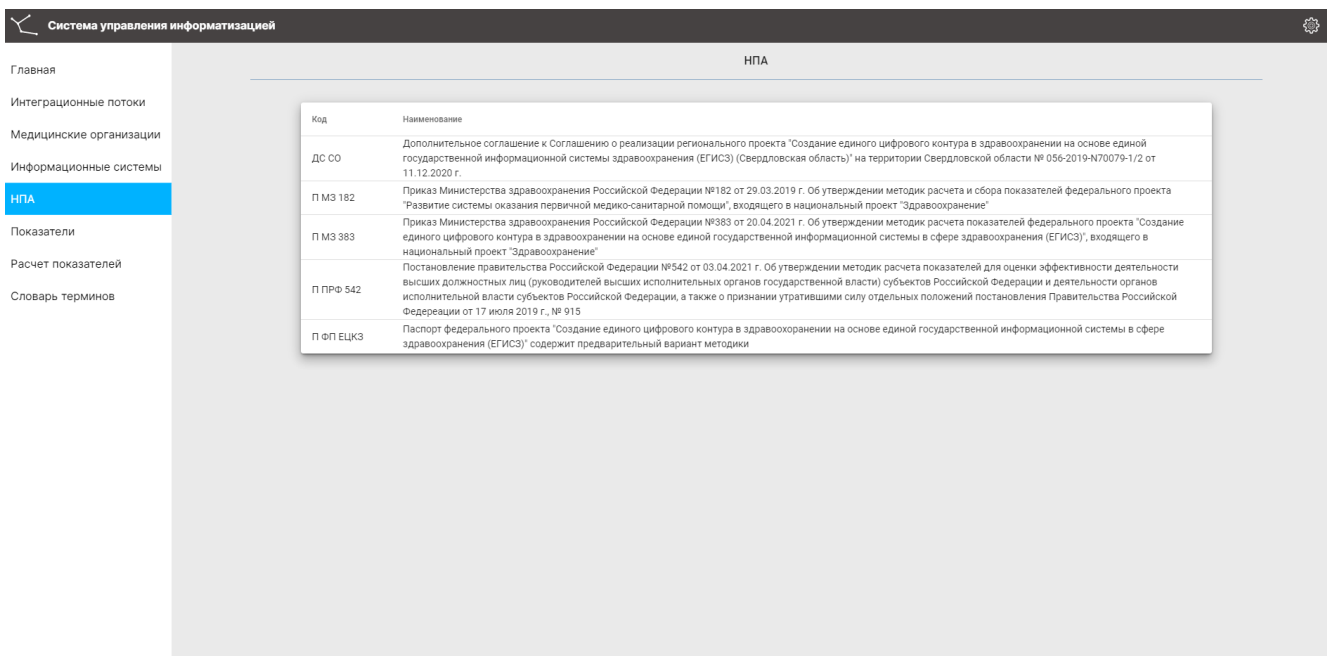 Система управления информатизацией
Главная
Интеграционные потоки
Медицинские организации
Информационные системы
НПА
Показатели
Расчет показателей
Словарь терминов
НПА
Код Наименование
ДС СО
Дополнительное соглашение к Соглашению о реализации регионального проекта "Создание единого цифрового контура в здравоохранении на основе единой
государственной информационной системы здравоохранения (ЕГИСЗ) (Свердловская область)" на территории Свердловской области № 056-2019-N70079-1/2 от
11.12.2020 г.
П МЗ 182
Приказ Министерства здравоохранения Российской Федерации №182 от 29.03.2019 г. Об утверждении методик расчета и сбора показателей федерального проекта
"Развитие системы оказания первичной медико-санитарной помощи", входящего в национальный проект "Здравоохранение"
П МЗ 383
Приказ Министерства здравоохранения Российской Федерации №383 от 20.04.2021 г. Об утверждении методик расчета показателей федерального проекта "Создание
единого цифрового контура в здравоохранении на основе единой государственной информационной системы в сфере здравоохранения (ЕГИСЗ)", входящего в
национальный проект "Здравоохранение"
П ПРФ 542
Постановление правительства Российской Федерации №542 от 03.04.2021 г. Об утверждении методик расчета показателей для оценки эффективности деятельности
высших должностных лиц (руководителей высших исполнительных органов государственной власти) субъектов Российской Федерации и деятельности органов
исполнительной власти субъектов Российской Федерации, а также о признании утратившими силу отдельных положений постановления Правительства Российской
Федереации от 17 июля 2019 г., № 915
П ФП ЕЦКЗ
Паспорт федерального проекта "Создание единого цифрового контура в здравоохоранении на основе единой государственной информационной системы в сфере
здравоохранения (ЕГИСЗ)" содержит предварительный вариант методики